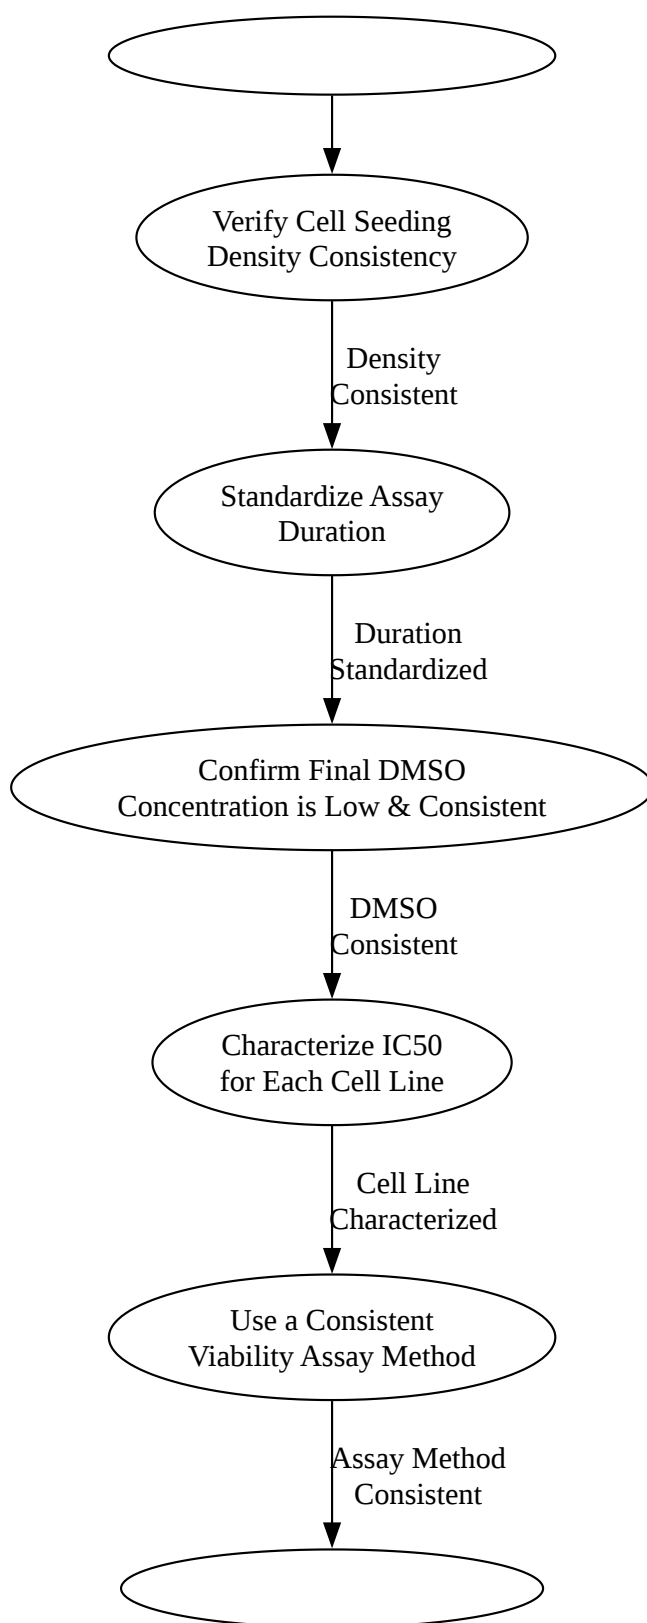 Verify Cell Seeding
Density Consistency
Density
Consistent
Standardize Assay
Duration
Duration
Standardized
Confirm Final DMSO
Concentration is Low & Consistent
DMSO
Consistent
Characterize IC50
for Each Cell Line
Cell Line
Characterized
Use a Consistent
Viability Assay Method
Assay Method
Consistent